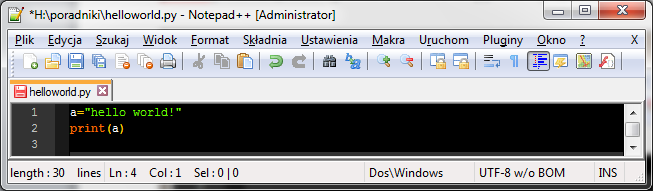 *H:\poradniki\helloworld.py - Notepad++ [Administrator]
Plik Edycja Szukaj Widok Format Składnia Ustawienia Makra Uruchom Pluginy Okno ? X
helloworld.py
1 a="hello world!"
2 print(a)
3
length : 30 lines Ln : 4 Col : 1 Sel : 0 | 0 Dos\Windows UTF-8 w/o BOM INS